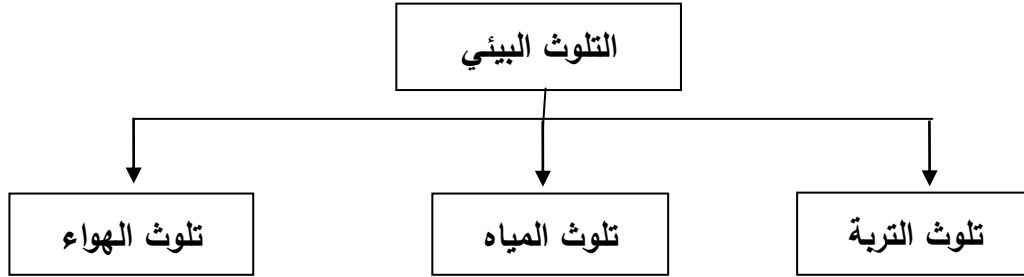 التلوث البيئي
تلوث التربة
تلوث المياه
تلوث الهواء